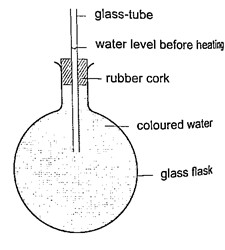 glass-tube
water level before heating
rubber cork
coloured water
glass flask